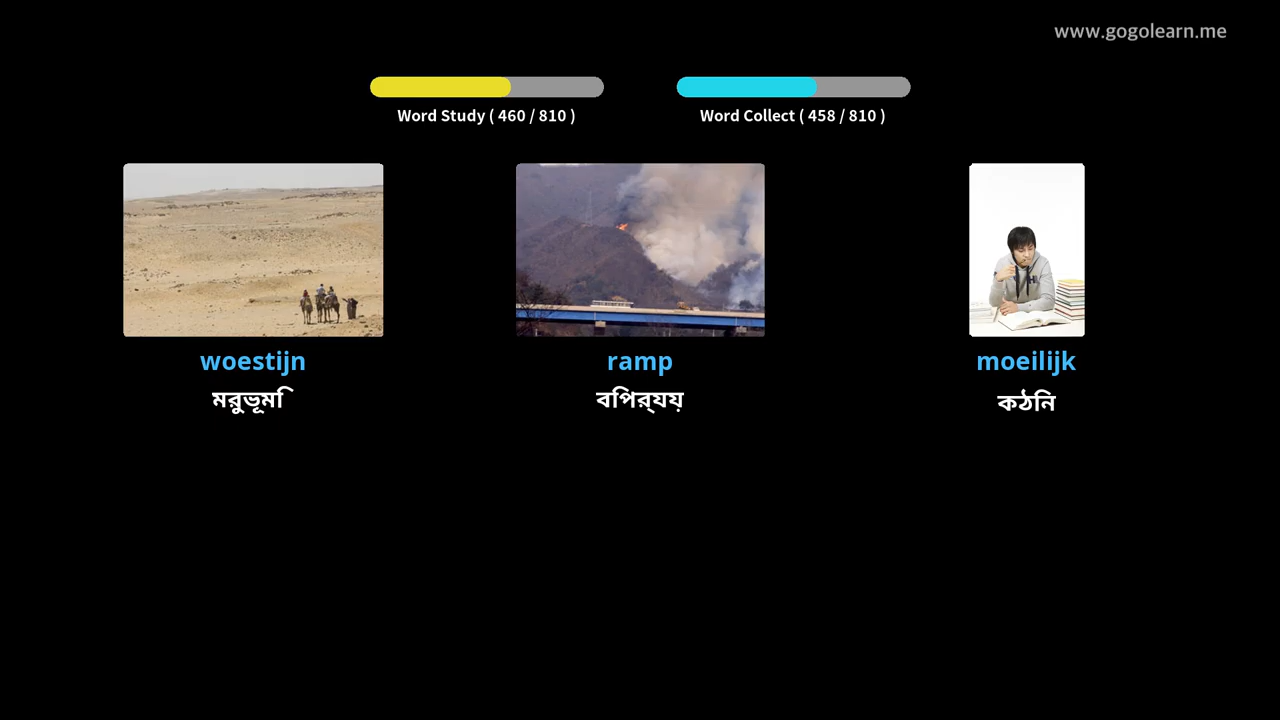 www.gogolearn.me
Word Study ( 460 / 810 )
Word Collect ( 458 / 810 )
woestijn
ramp
moeilijk
মরুভূমি
বিপর্যয়
কঠিন